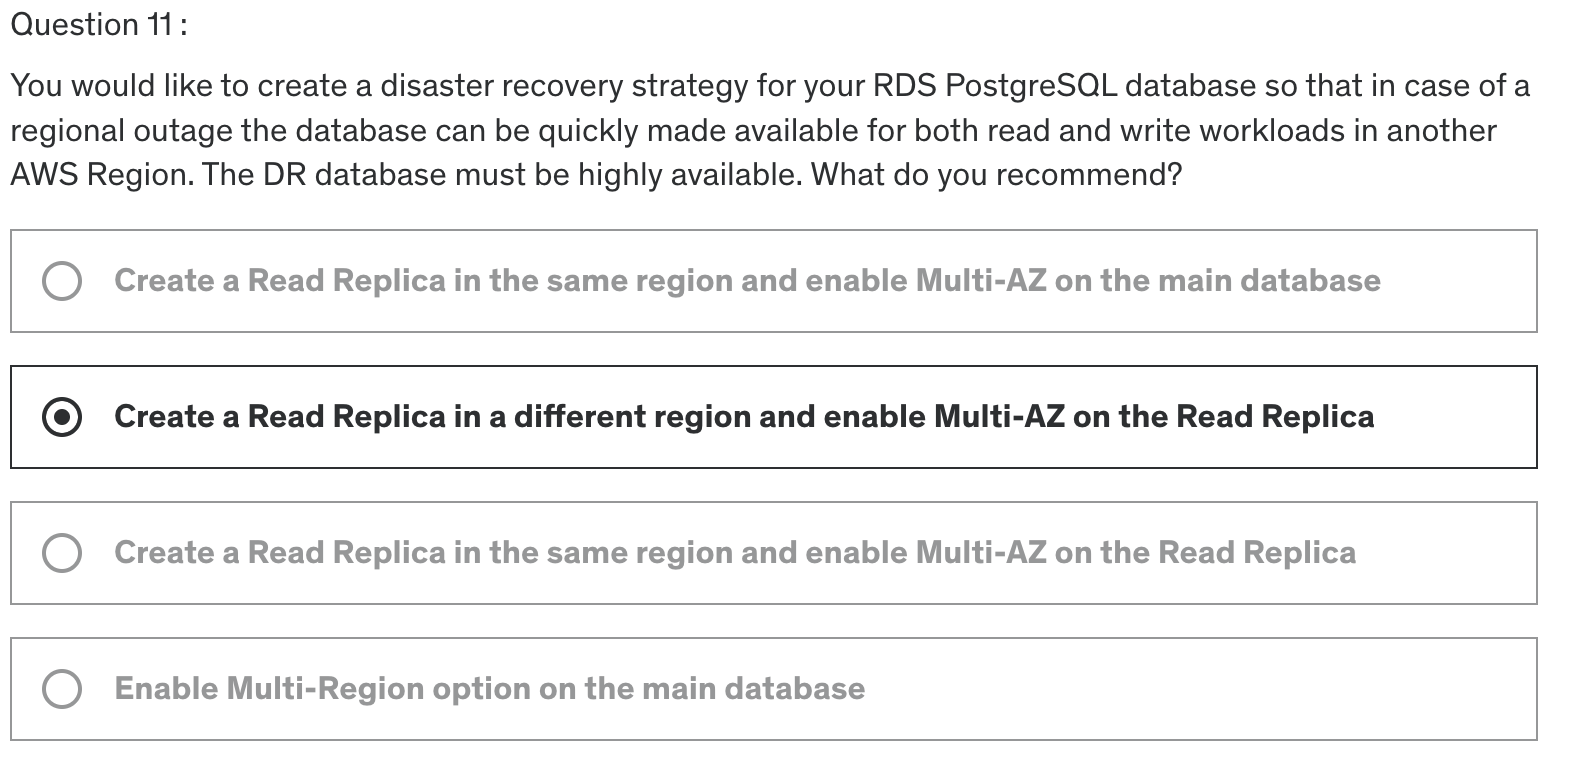 Question 11 :
You would like to create a disaster recovery strategy for your RDS PostgreSQL database so that in case of a
regional outage the database can be quickly made available for both read and write workloads in another
AWS Region. The DR database must be highly available. What do you recommend?
Create a Read Replica in the same region and enable Multi-AZ on the main database
Create a Read Replica in a different region and enable Multi-AZ on the Read Replica
Create a Read Replica in the same region and enable Multi-AZ on the Read Replica
Enable Multi-Region option on the main database